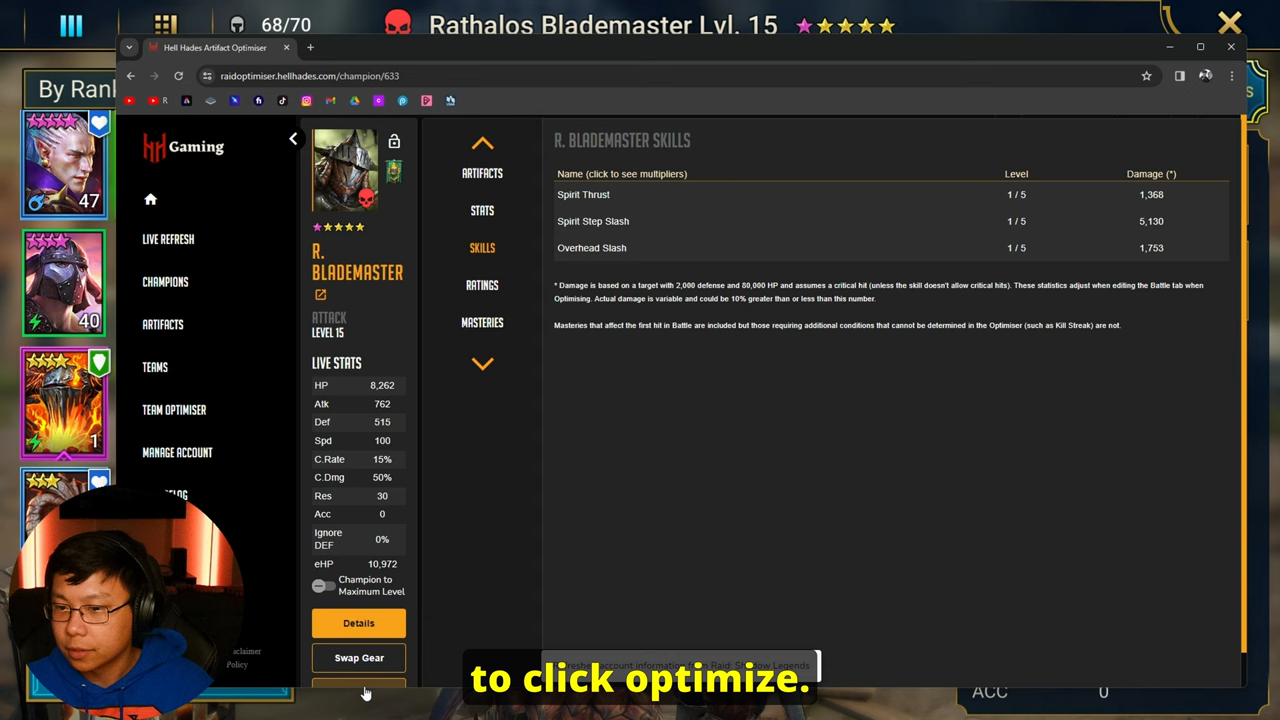 68/70
Rathalos Blademaster Lvl. 15
By Rank
47
40
1
Hell Hades Artifact Optimiser
raidoptimiser.hellhades.com/champion/633
R
Gaming
LIVE REFRESH
CHAMPIONS
ARTIFACTS
TEAMS
TEAM OPTIMISER
MANAGE ACCOUNT
Policy
R.
BLADEMASTER
ATTACK
LEVEL 15
LIVE STATS
HP 8,262
Atk 762
Def 515
Spd 100
C.Rate 15%
C.Dmg 50%
Res 30
Acc 0
Ignore DEF 0%
eHP 10,972
Champion to
Maximum Level
Details
Swap Gear
ARTIFACTS
STATS
SKILLS
RATINGS
MASTERIES
R. BLADEMASTER SKILLS
Name (click to see multipliers) Level Damage (*)
Spirit Thrust 1 / 5 1,368
Spirit Step Slash 1 / 5 5,130
Overhead Slash 1 / 5 1,753
* Damage is based on a target with 2,000 defense and 80,000 HP and assumes a critical hit (unless the skill doesn't allow critical hits). These statistics adjust when editing the Battle tab when
Optimising. Actual damage is variable and could be 10% greater than or less than this number.
Masteries that affect the first hit in Battle are included but those requiring additional conditions that cannot be determined in the Optimiser (such as Kill Streak) are not.
to click optimize.
ACC 0